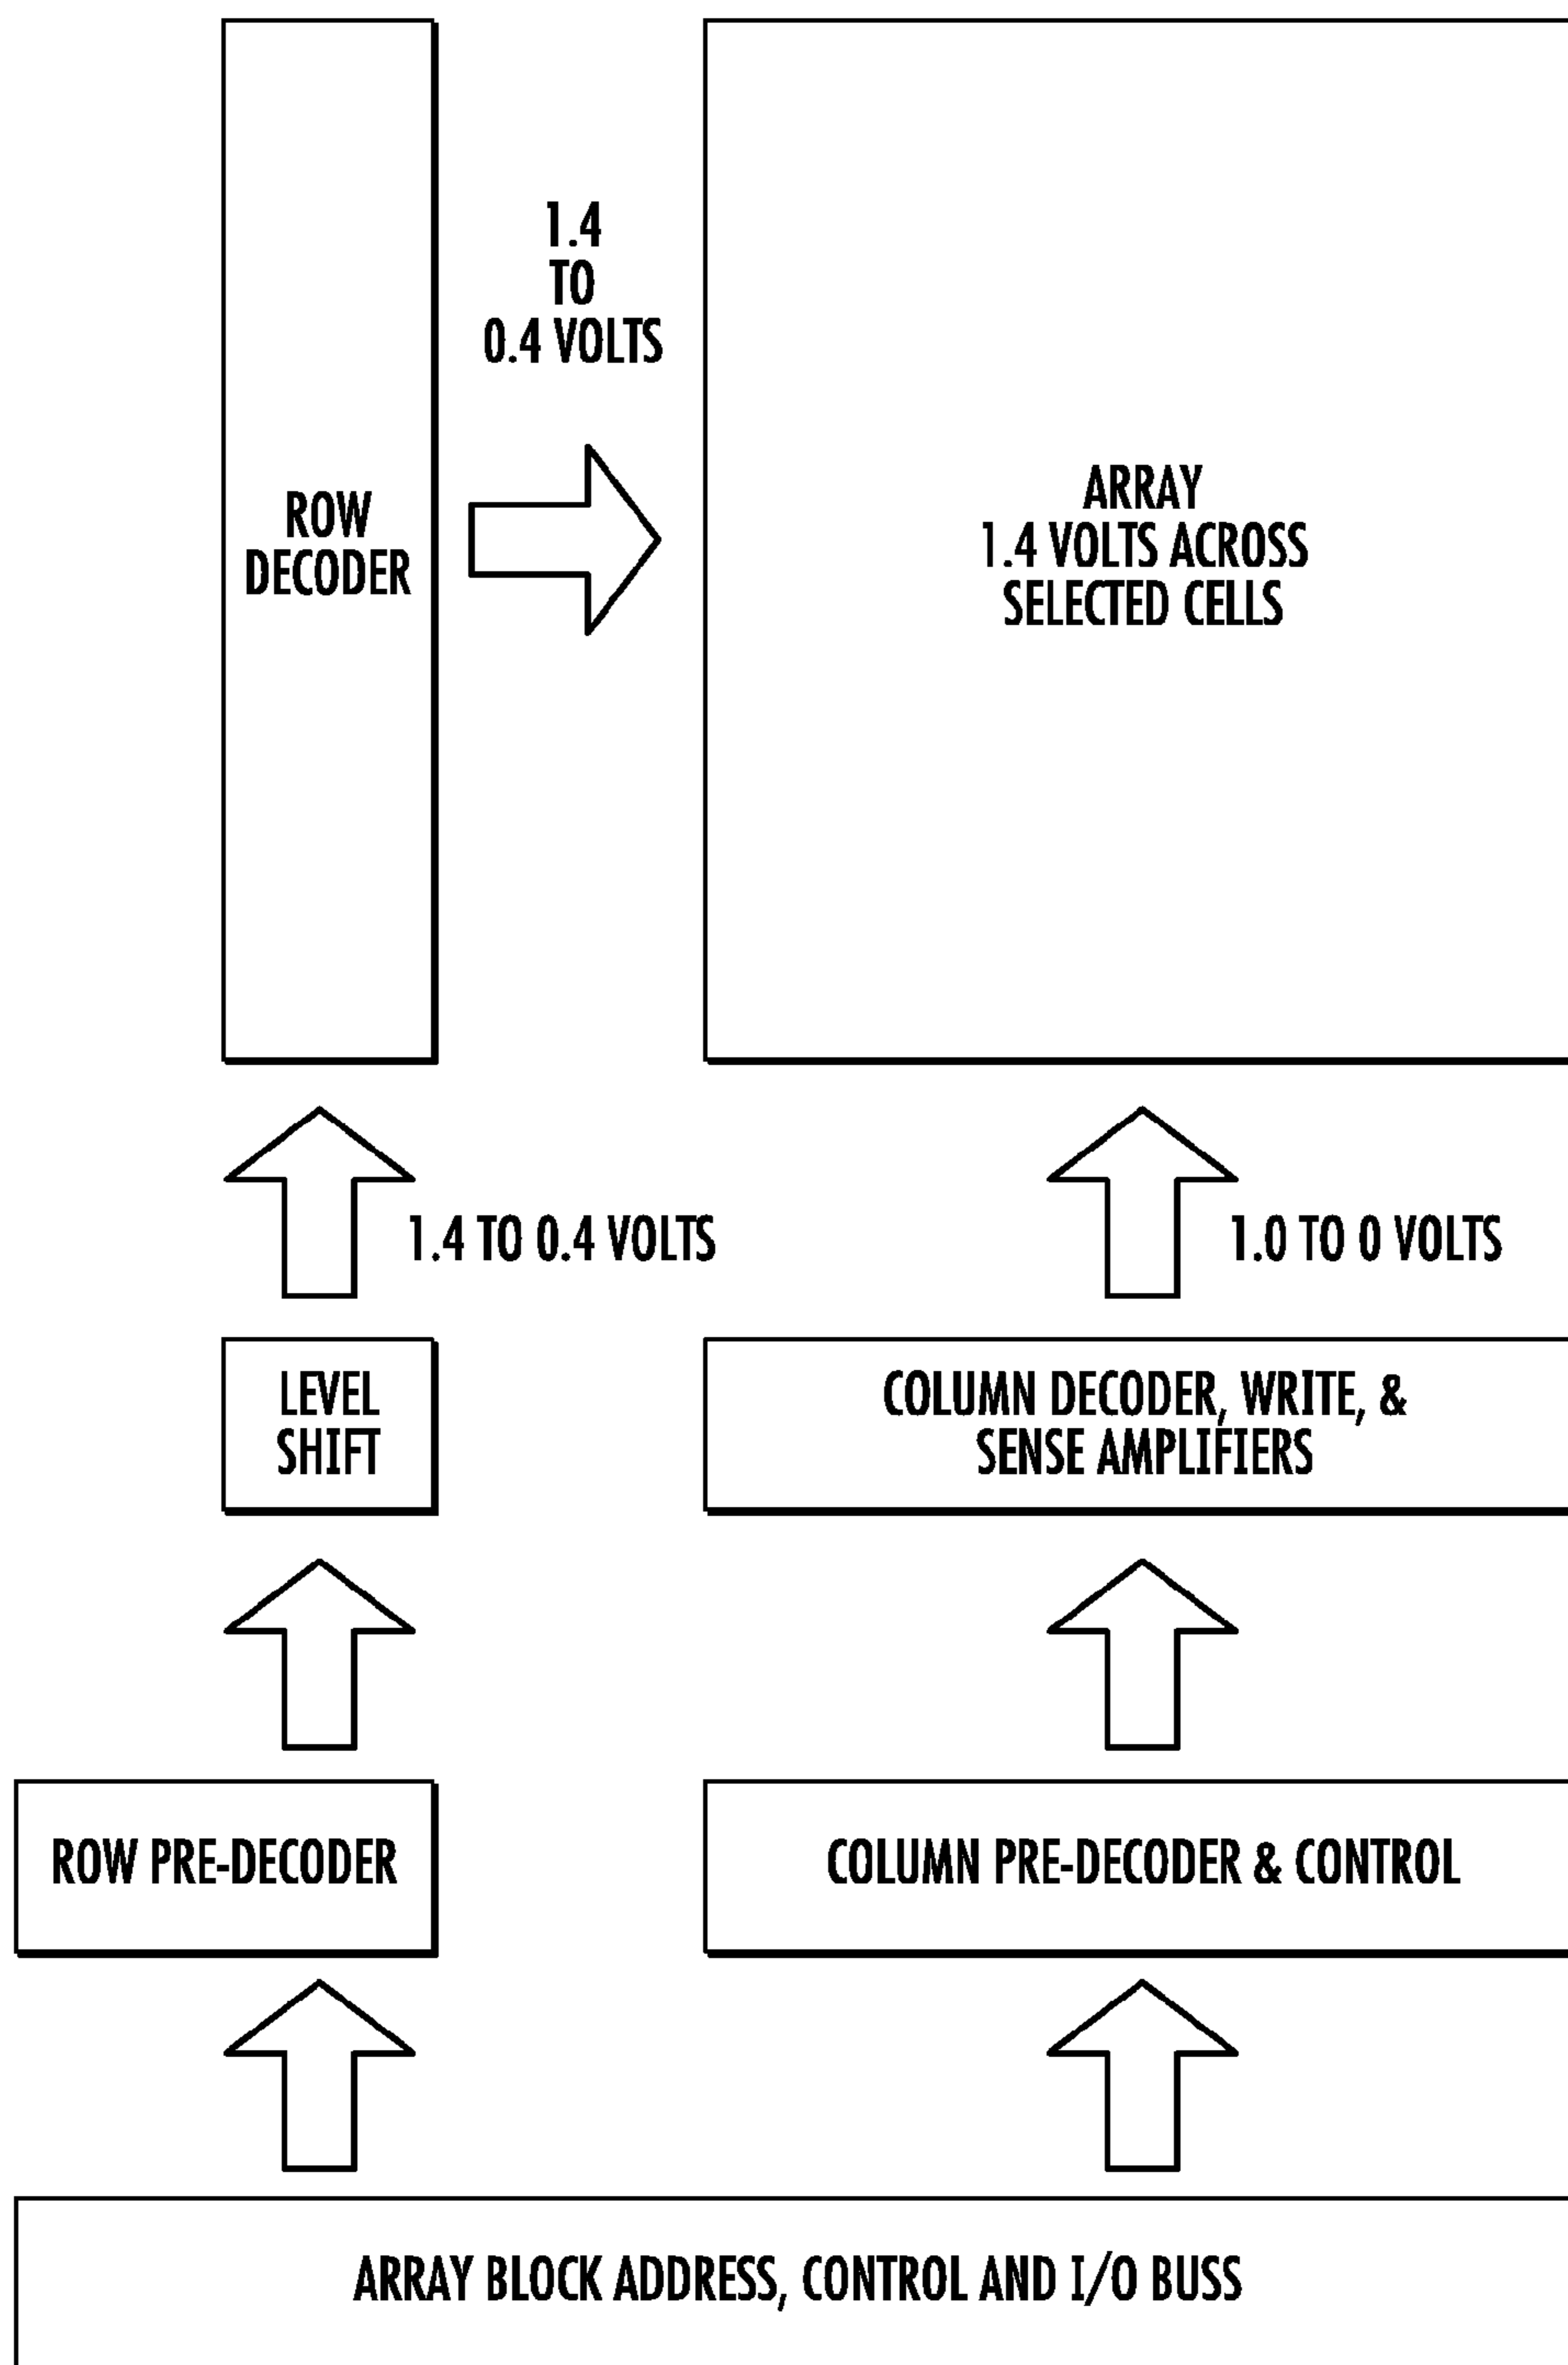 1.4
TO
0.4 VOLTS
ROW
DECODER
ARRAY
1.4 VOLTS ACROSS
SELECTED CELLS
1.4 TO 0.4 VOLTS
1.0 TO 0 VOLTS
LEVEL
SHIFT
COLUMN DECODER, WRITE, &
SENSE AMPLIFIERS
ROW PRE-DECODER
COLUMN PRE-DECODER & CONTROL
ARRAY BLOCK ADDRESS, CONTROL AND I/O BUSS